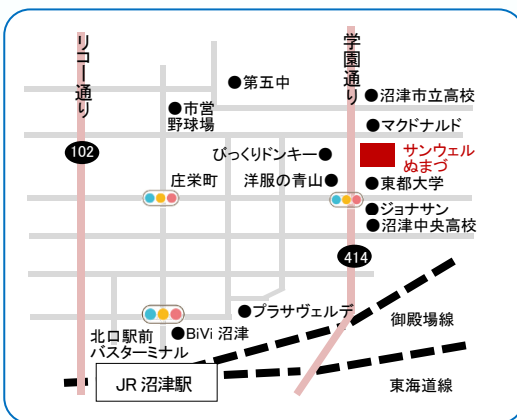 リコー通り
学園通り
●第五中
●沼津市立高校
●市営
野球場
●マクドナルド
102
びっくりドンキー●
サンウェル
ぬまづ
庄栄町
洋服の青山●
●東都大学
●ジョナサン
●沼津中央高校
414
●プラサヴェルデ
御殿場線
●BiVi 沼津
北口駅前
バスターミナル
JR 沼津駅
東海道線